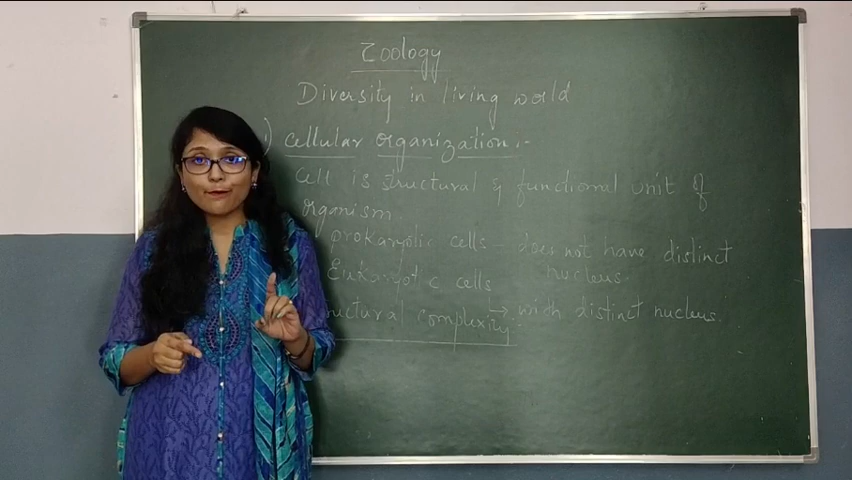 Zoology
Diversity in living world
) Cellular organization :-
Cell is structural & functional unit of
organism.
prokaryotic cells - does not have distinct
nucleus.
Eukaryotic cells
↳ with distinct nucleus.
uctural complexity:-